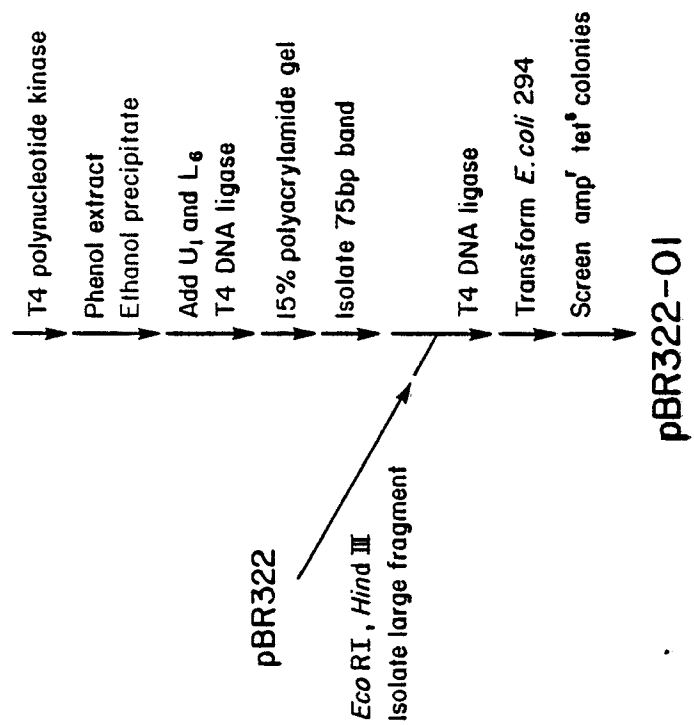 T4 polynucleotide kinase
Phenol extract
Ethanol precipitate
Add U₁ and L₆
T4 DNA ligase
15% polyacrylamide gel
Isolate 75bp band
pBR322
Eco RI, Hind III
Isolate large fragment
T4 DNA ligase
Transform E. coli 294
Screen ampʳ tetˢ colonies
pBR322-01